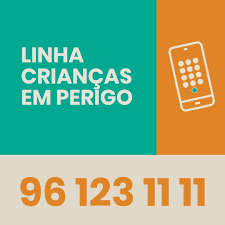 LINHA
CRIANÇAS
EM PERIGO
96 123 11 11